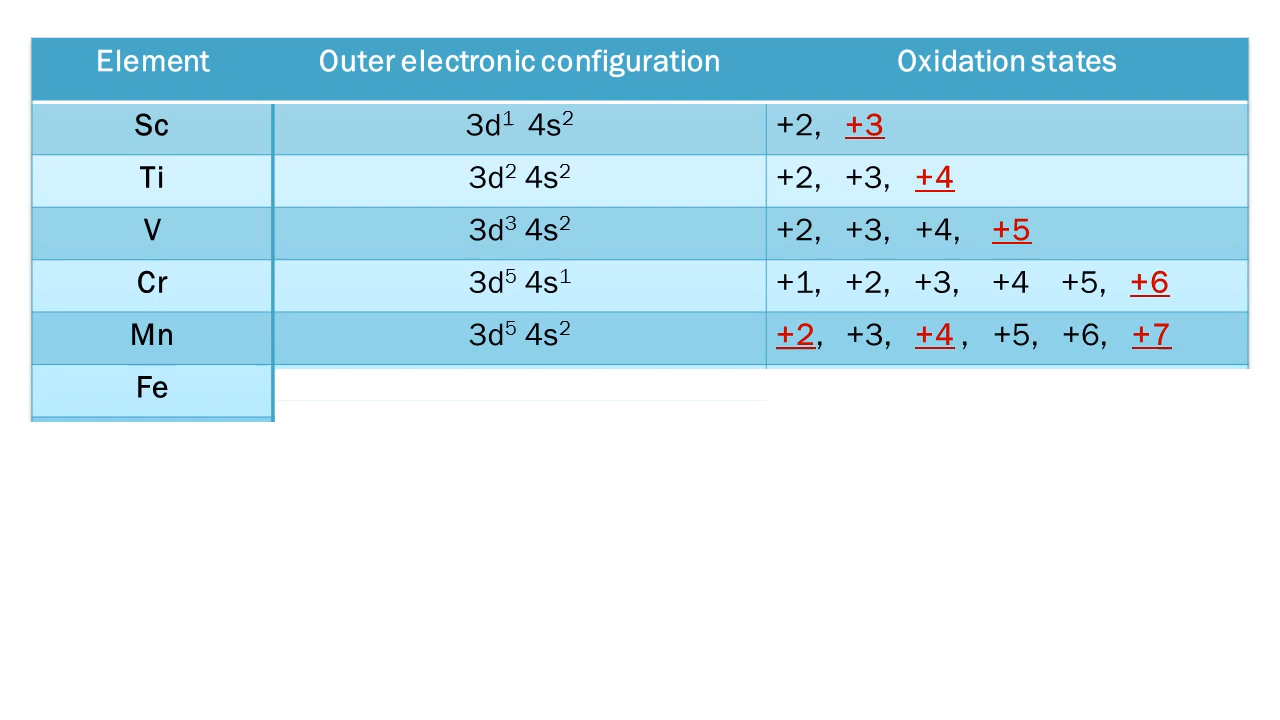 Element Outer electronic configuration Oxidation states
Sc 3d¹ 4s² +2, +3
Ti 3d² 4s² +2, +3, +4
V 3d³ 4s² +2, +3, +4, +5
Cr 3d⁵ 4s¹ +1, +2, +3, +4 +5, +6
Mn 3d⁵ 4s² +2, +3, +4 , +5, +6, +7
Fe